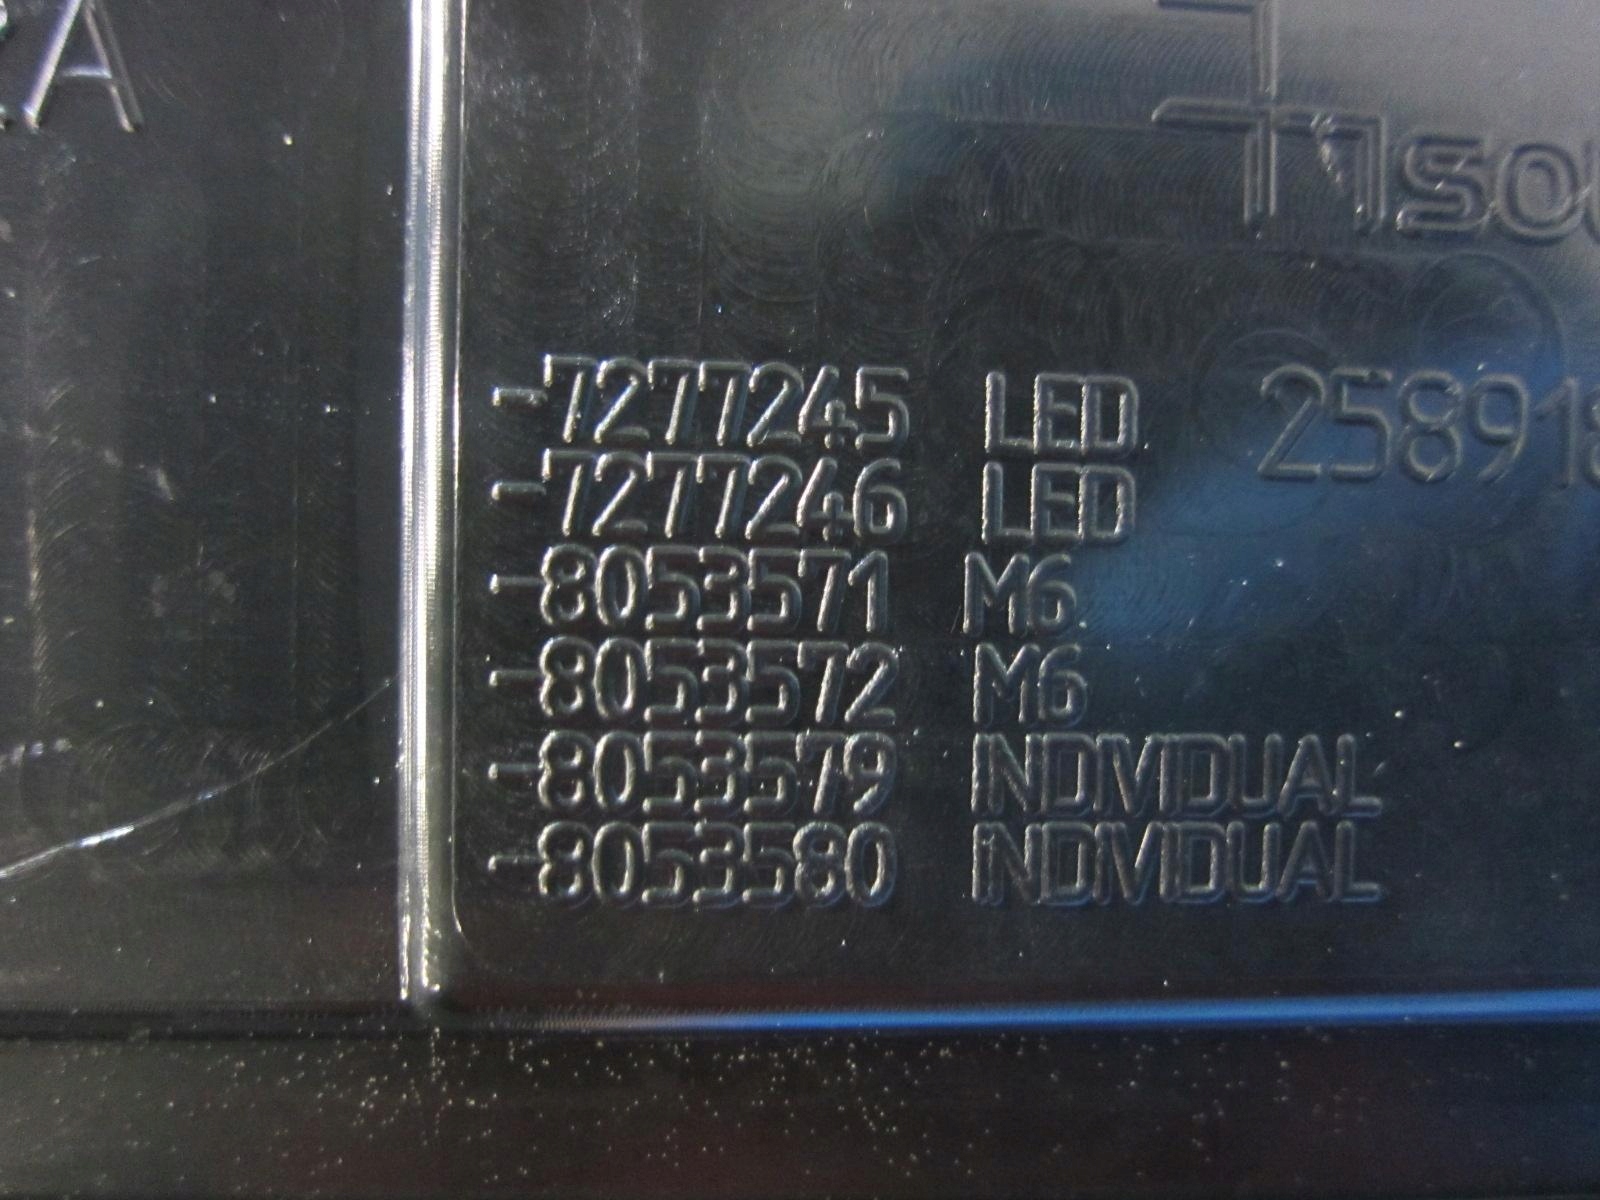 -7277245 LED
-7277246 LED
-8053571 M6
-8053572 M6
-8053579 INDIVIDUAL
-8053580 INDIVIDUAL